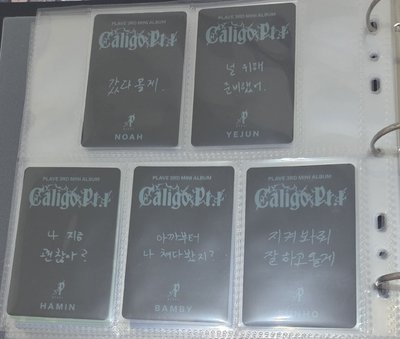 PLAVE 3RD MINI ALBUM
Caligo Pt.1
갔다올게.
NOAH
PLAVE 3RD MINI ALBUM
Caligo Pt.1
널 위해
준비했어.
YEJUN
PLAVE 3RD MINI ALBUM
Caligo Pt.1
나 지금
괜찮아?
HAMIN
PLAVE 3RD MINI ALBUM
Caligo Pt.1
아까부터
나 쳐다봤지?
BAMBY
PLAVE 3RD MINI ALBUM
Caligo Pt.1
지켜봐줘
잘 하고 올게